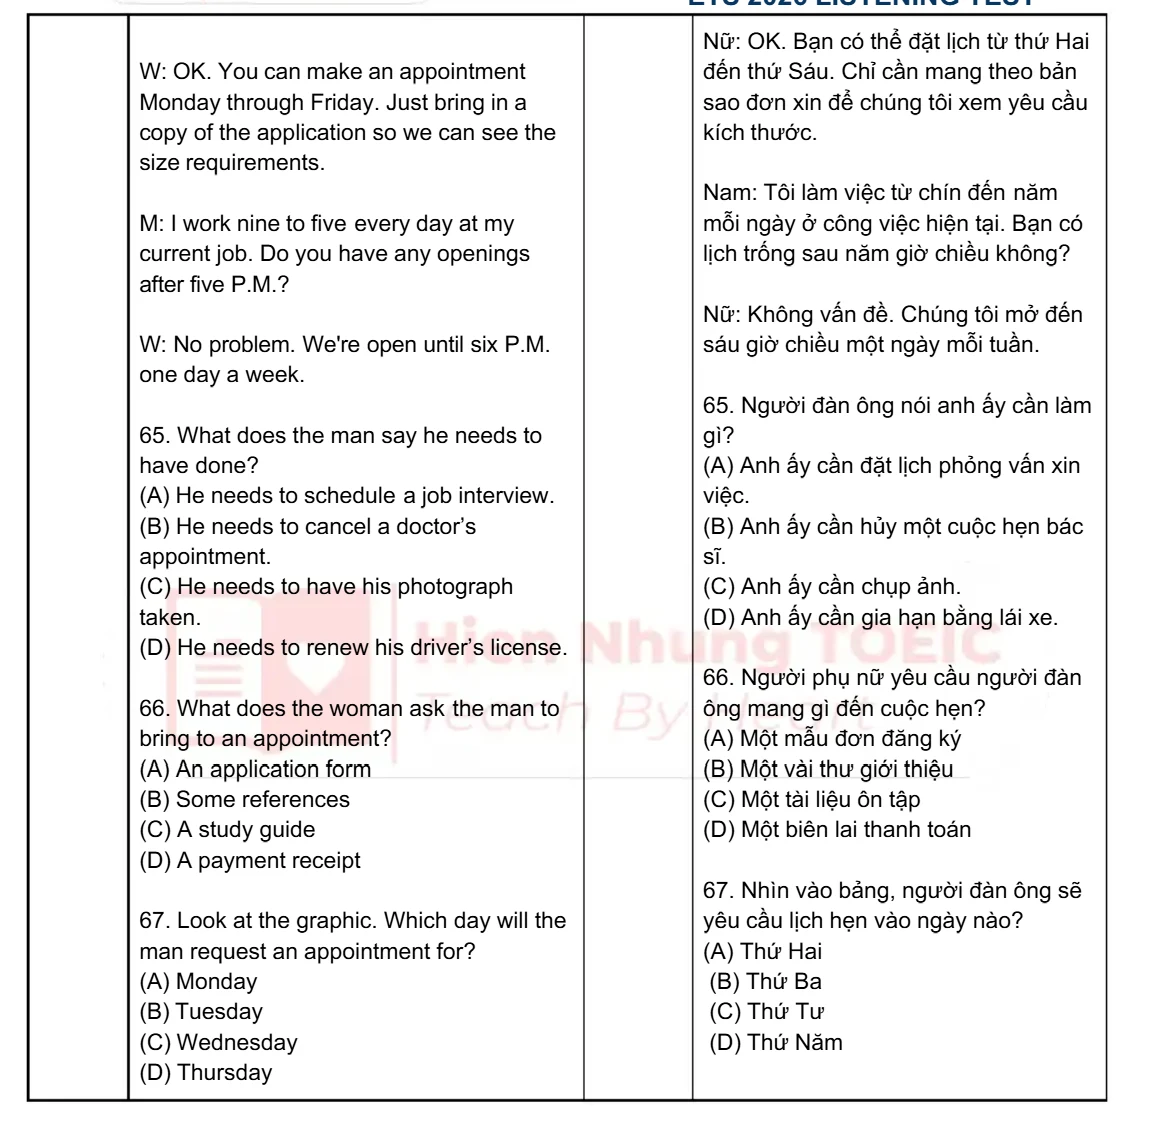 ETS 2026 LISTENING TEST
W: OK. You can make an appointment
Monday through Friday. Just bring in a
copy of the application so we can see the
size requirements.
M: I work nine to five every day at my
current job. Do you have any openings
after five P.M.?
W: No problem. We're open until six P.M.
one day a week.
65. What does the man say he needs to
have done?
(A) He needs to schedule a job interview.
(B) He needs to cancel a doctor’s
appointment.
(C) He needs to have his photograph
taken.
(D) He needs to renew his driver’s license.
66. What does the woman ask the man to
bring to an appointment?
(A) An application form
(B) Some references
(C) A study guide
(D) A payment receipt
67. Look at the graphic. Which day will the
man request an appointment for?
(A) Monday
(B) Tuesday
(C) Wednesday
(D) Thursday
Nữ: OK. Bạn có thể đặt lịch từ thứ Hai
đến thứ Sáu. Chỉ cần mang theo bản
sao đơn xin để chúng tôi xem yêu cầu
kích thước.
Nam: Tôi làm việc từ chín đến năm
mỗi ngày ở công việc hiện tại. Bạn có
lịch trống sau năm giờ chiều không?
Nữ: Không vấn đề. Chúng tôi mở đến
sáu giờ chiều một ngày mỗi tuần.
65. Người đàn ông nói anh ấy cần làm
gì?
(A) Anh ấy cần đặt lịch phỏng vấn xin
việc.
(B) Anh ấy cần hủy một cuộc hẹn bác
sĩ.
(C) Anh ấy cần chụp ảnh.
(D) Anh ấy cần gia hạn bằng lái xe.
66. Người phụ nữ yêu cầu người đàn
ông mang gì đến cuộc hẹn?
(A) Một mẫu đơn đăng ký
(B) Một vài thư giới thiệu
(C) Một tài liệu ôn tập
(D) Một biên lai thanh toán
67. Nhìn vào bảng, người đàn ông sẽ
yêu cầu lịch hẹn vào ngày nào?
(A) Thứ Hai
(B) Thứ Ba
(C) Thứ Tư
(D) Thứ Năm
Hien Nhung TOEIC
Teach By Heart